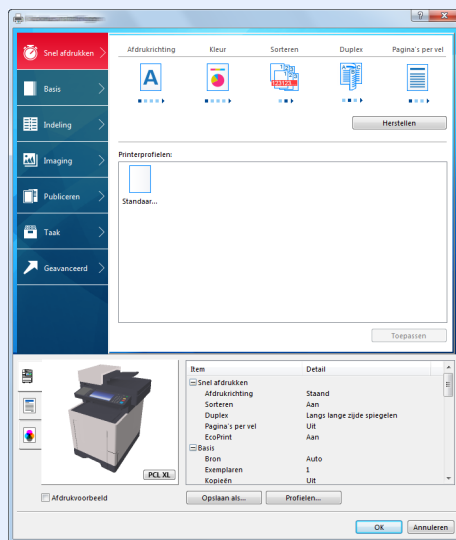 Snel afdrukken
Basis
Indeling
Imaging
Publiceren
Taak
Geavanceerd
Afdrukrichting Kleur Sorteren Duplex Pagina's per vel
A
123123
Herstellen
Printerprofielen:
Standaar...
Toepassen
PCL XL
Afdrukvoorbeeld
Item Detail
Snel afdrukken
Afdrukrichting Staand
Sorteren Aan
Duplex Langs lange zijde spiegelen
Pagina's per vel Uit
EcoPrint Aan
Basis
Bron Auto
Exemplaren 1
Kopieën Uit
Opslaan als... Profielen...
OK Annuleren